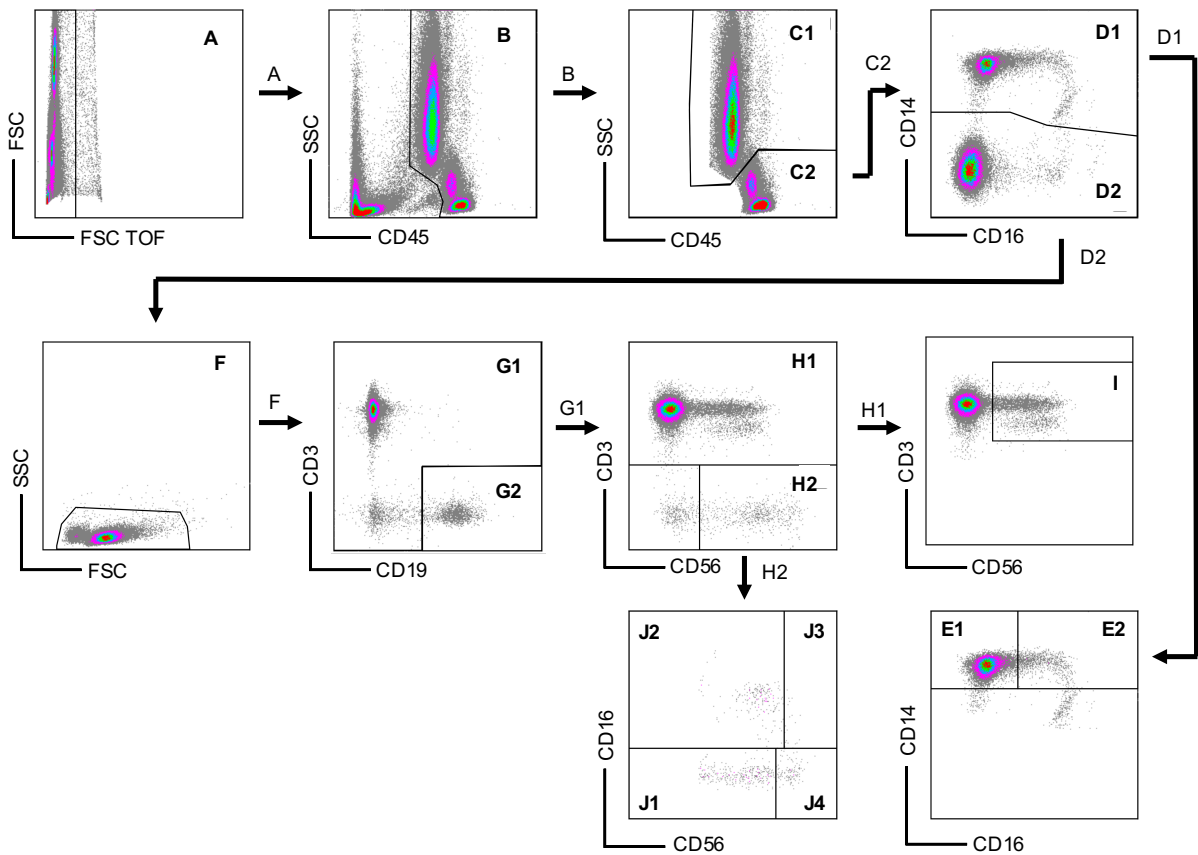 A
FSC
FSC TOF
A
B
SSC
CD45
B
C1
C2
SSC
CD45
C2
D1
D2
CD14
CD16
D1
D2
F
SSC
FSC
F
G1
G2
CD3
CD19
G1
H1
H2
CD3
CD56
H1
I
CD3
CD56
H2
J2
J3
J1
J4
CD16
CD56
E1
E2
CD14
CD16